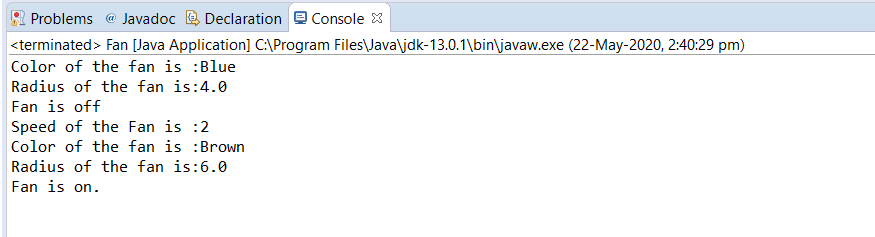 Problems @ Javadoc Declaration Console
<terminated> Fan [Java Application] C:\Program Files\Java\jdk-13.0.1\bin\javaw.exe (22-May-2020, 2:40:29 pm)
Color of the fan is :Blue
Radius of the fan is:4.0
Fan is off
Speed of the Fan is :2
Color of the fan is :Brown
Radius of the fan is:6.0
Fan is on.